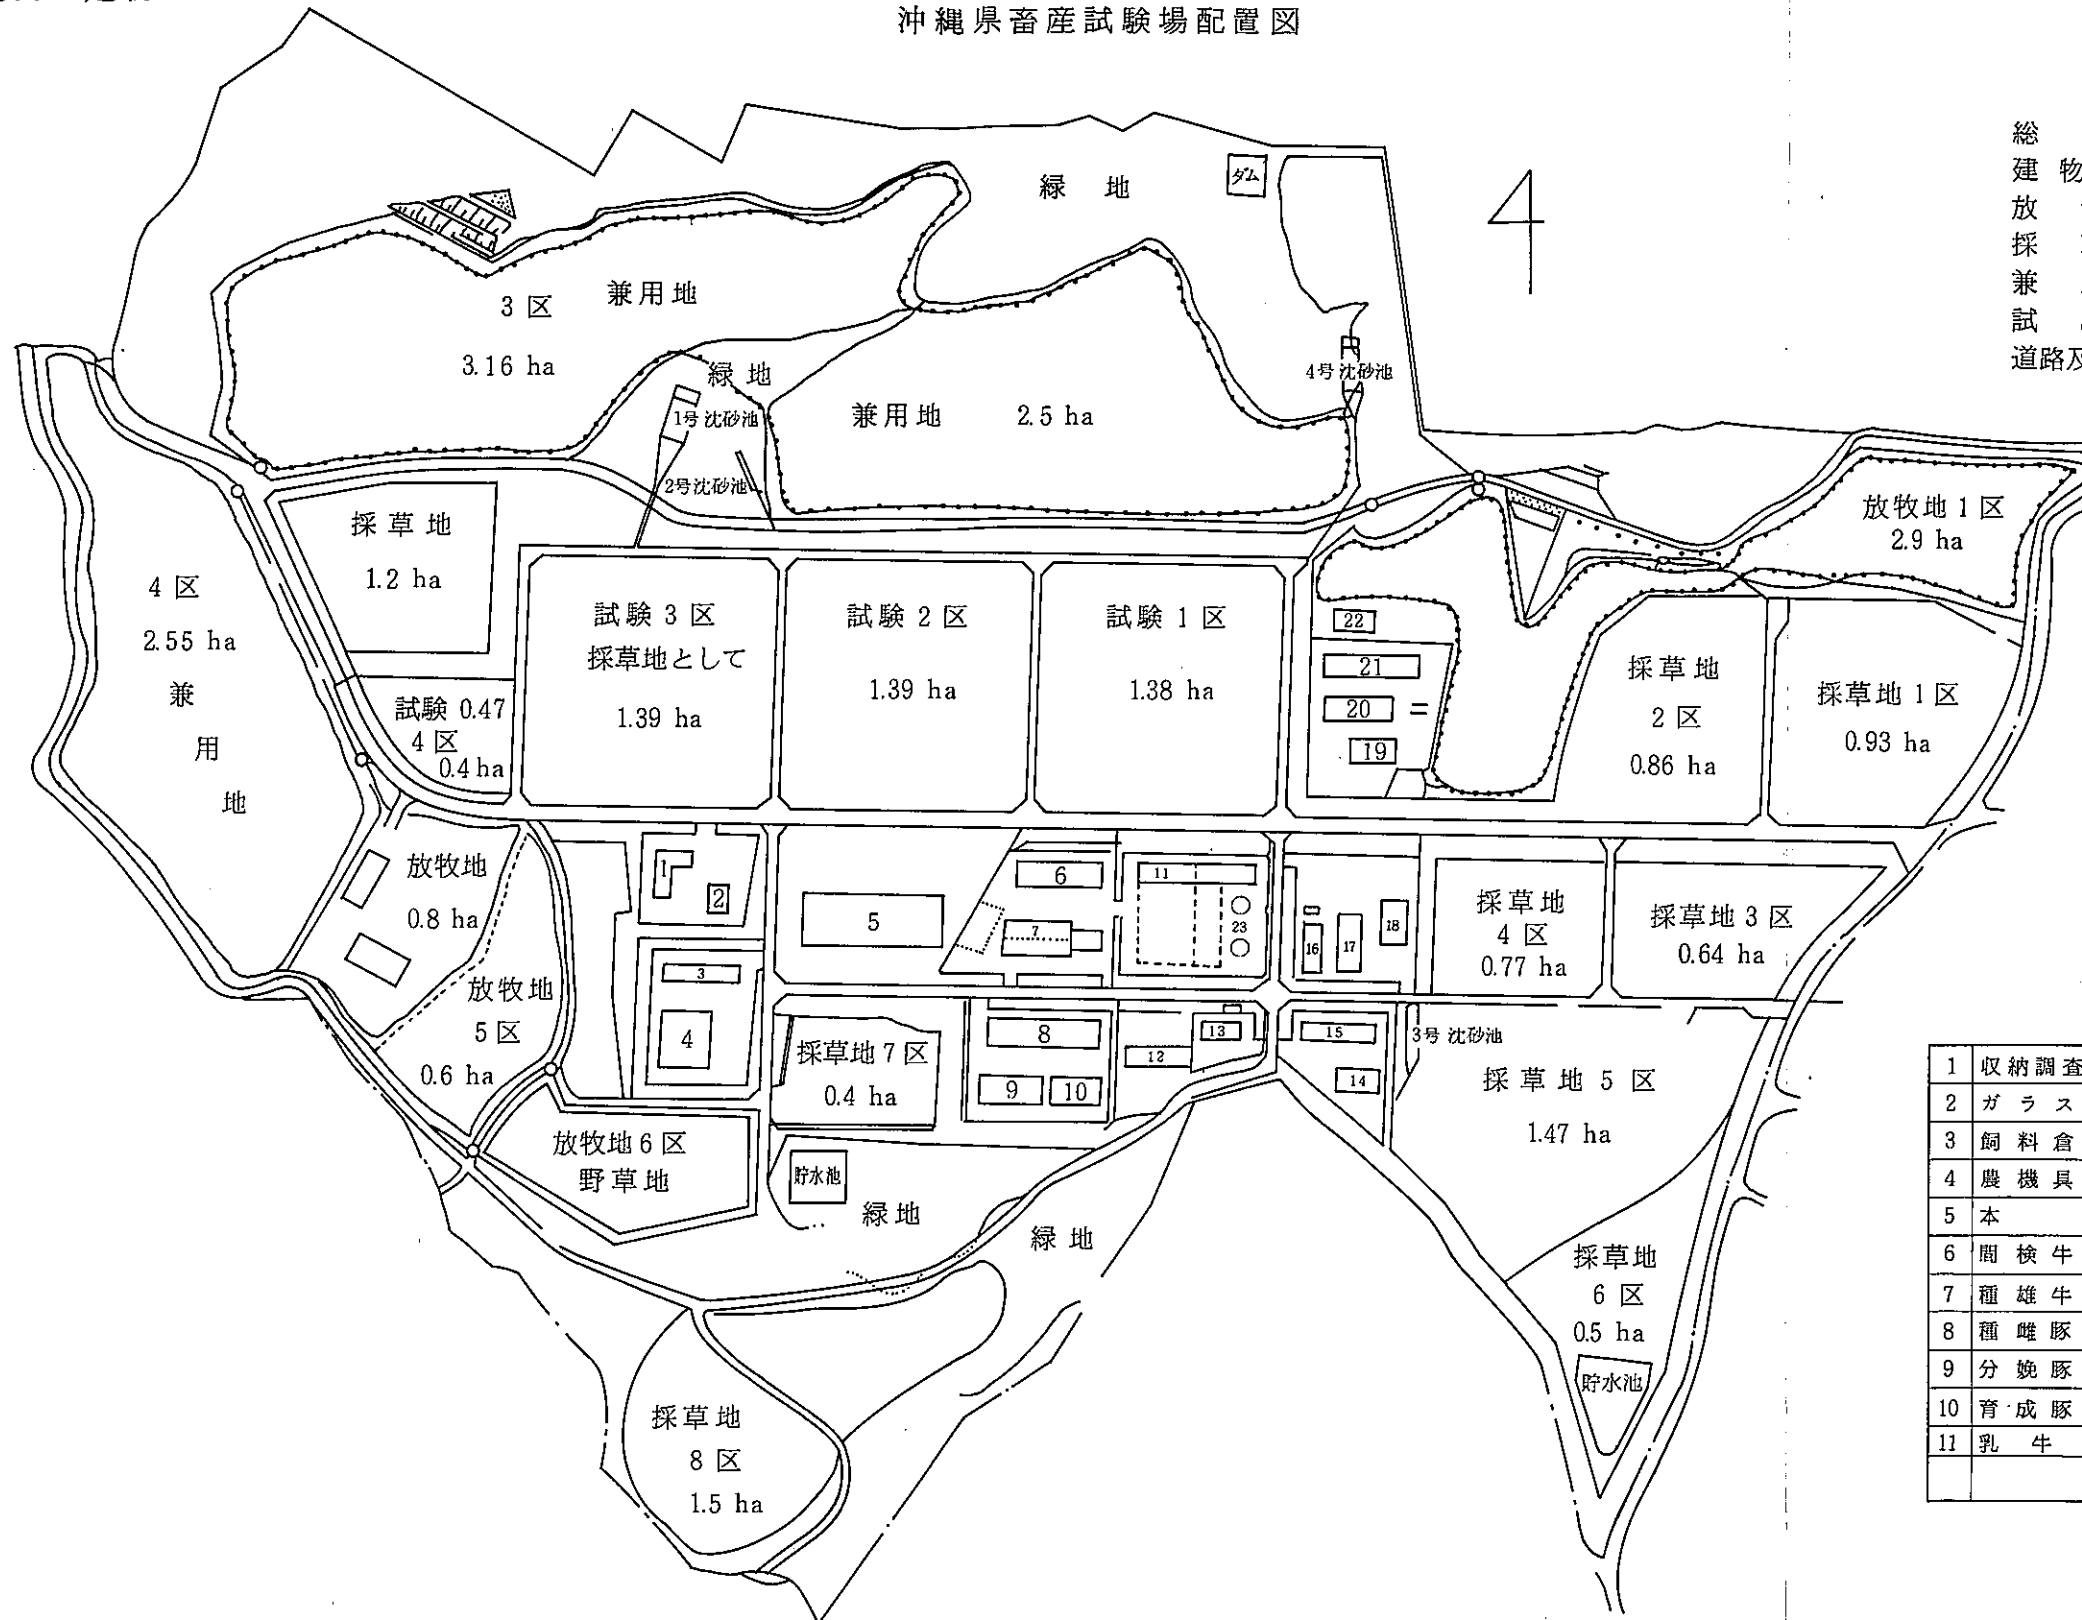 沖縄県畜産試験場配置図
総
建物
放
採
兼
試
道路及
緑地
ダム
3区 兼用地
3.16 ha
緑地
1号沈砂池
2号沈砂池
兼用地 2.5 ha
4号沈砂池
放牧地1区
2.9 ha
採草地
1.2 ha
4区
2.55 ha
兼
用
地
試験 0.47
4区
0.4 ha
試験3区
採草地として
1.39 ha
試験2区
1.39 ha
試験1区
1.38 ha
22
21
20
19
採草地
2区
0.86 ha
採草地1区
0.93 ha
放牧地
0.8 ha
放牧地
5区
0.6 ha
放牧地6区
野草地
1
2
3
4
5
6
7
11
23
16
17
18
採草地
4区
0.77 ha
採草地3区
0.64 ha
採草地7区
0.4 ha
8
9
10
12
13
15
14
3号沈砂池
採草地5区
1.47 ha
貯水池
緑地
緑地
採草地
6区
0.5 ha
貯水池
採草地
8区
1.5 ha
1 収納調査
2 ガラス
3 飼料倉
4 農機具
5 本
6 間検牛
7 種雄牛
8 種雌豚
9 分娩豚
10 育成豚
11 乳牛